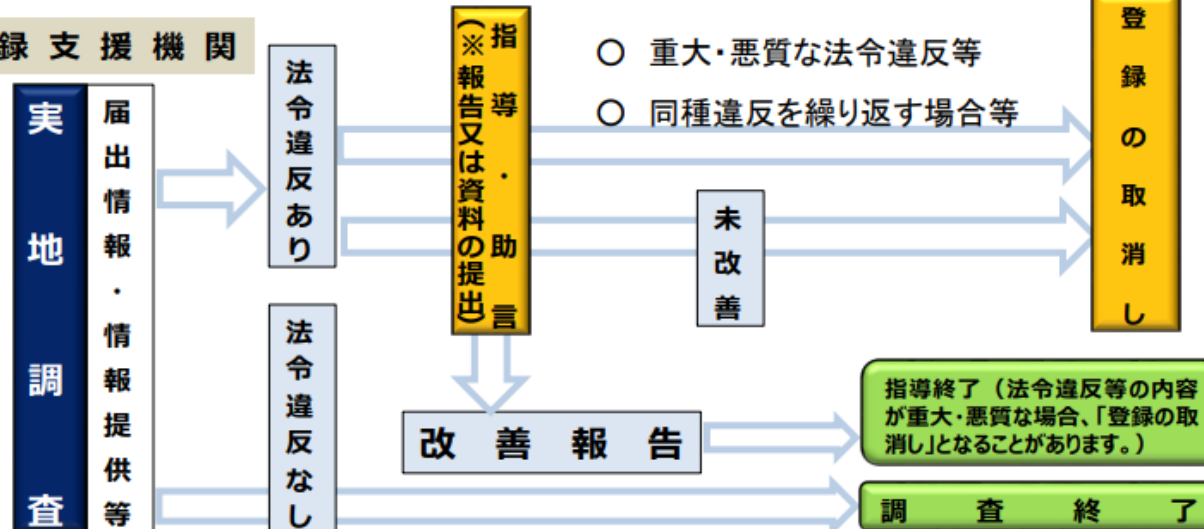 録支援機関
実地調査
届出情報・情報提供等
法令違反あり
法令違反なし
指導・助言
(※報告又は資料の提出)
○ 重大・悪質な法令違反等
○ 同種違反を繰り返す場合等
未改善
登録の取消し
改善報告
指導終了（法令違反等の内容
が重大・悪質な場合、「登録の取
消し」となることがあります。）
調査終了